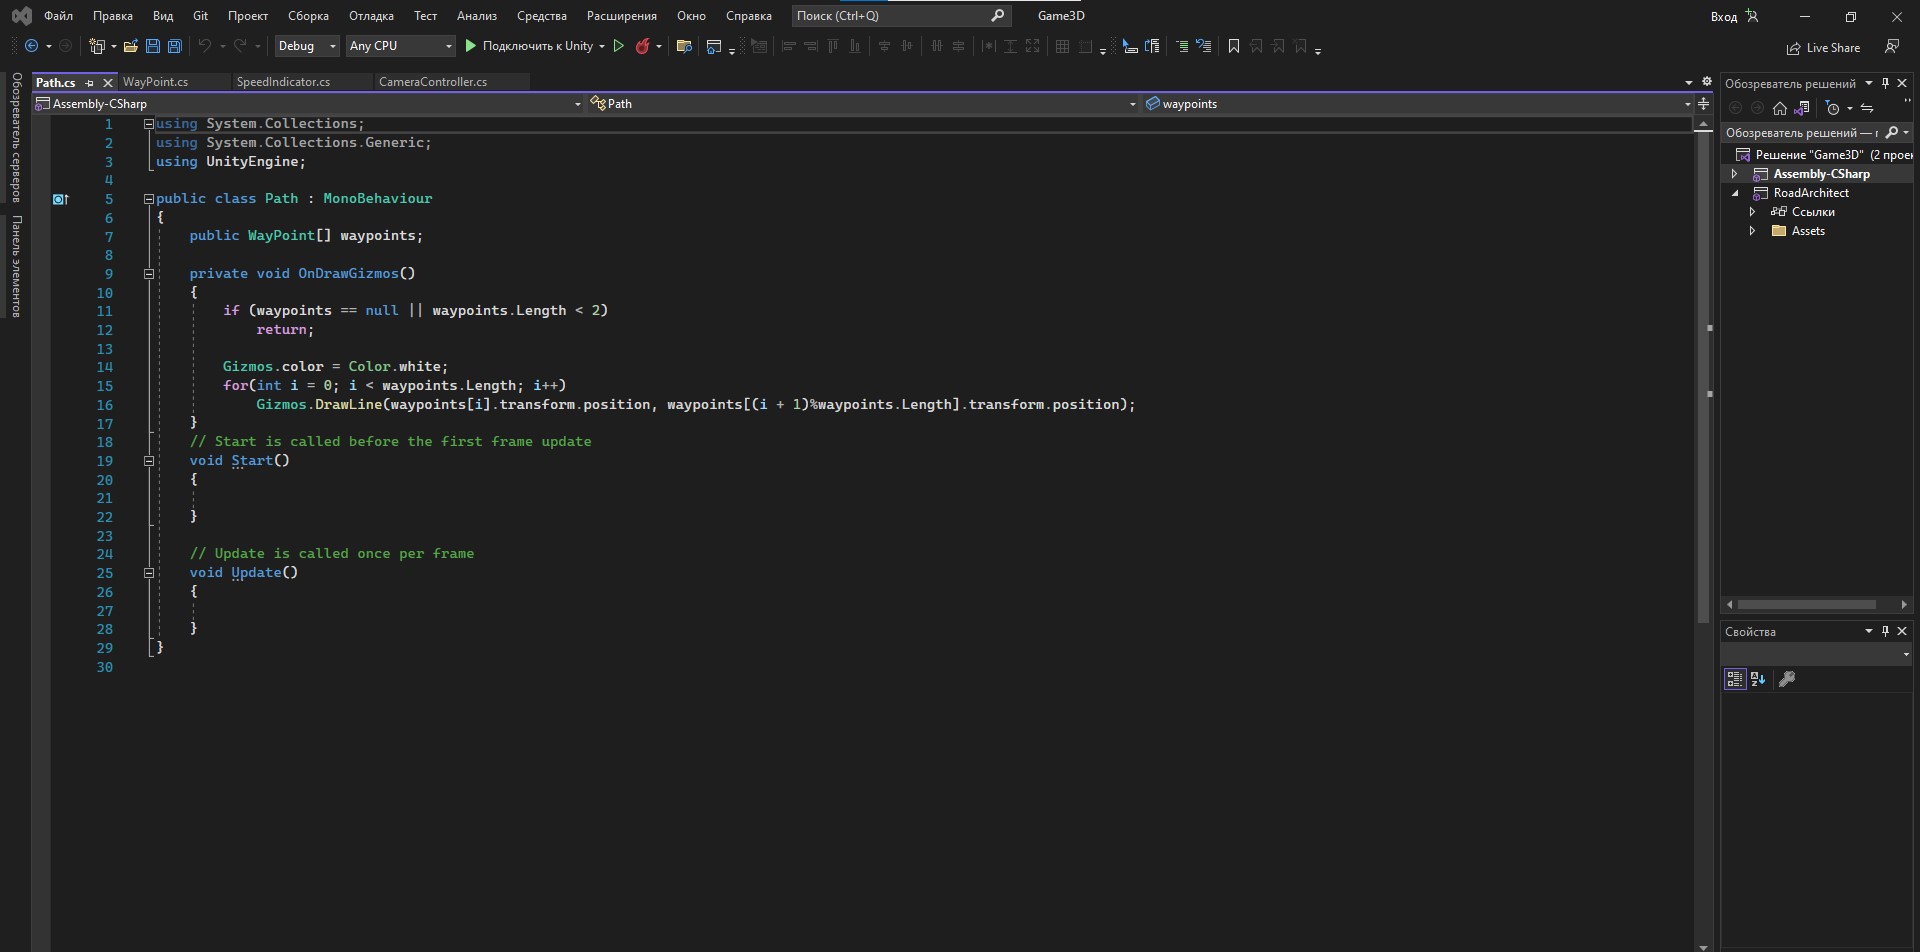 Файл Правка Вид Git Проект Сборка Отладка Тест Анализ Средства Расширения Окно Справка Поиск (Ctrl+Q) Game3D Вход
Debug Any CPU Подключить к Unity Live Share
Обозреватель серверов
Панель элементов
Path.cs WayPoint.cs SpeedIndicator.cs CameraController.cs
Assembly-CSharp Path waypoints
1 using System.Collections;
2 using System.Collections.Generic;
3 using UnityEngine;
4
5 public class Path : MonoBehaviour
6 {
7 public WayPoint[] waypoints;
8
9 private void OnDrawGizmos()
10 {
11 if (waypoints == null || waypoints.Length < 2)
12 return;
13
14 Gizmos.color = Color.white;
15 for(int i = 0; i < waypoints.Length; i++)
16 Gizmos.DrawLine(waypoints[i].transform.position, waypoints[(i + 1)%waypoints.Length].transform.position);
17 }
18 // Start is called before the first frame update
19 void Start()
20 {
21
22 }
23
24 // Update is called once per frame
25 void Update()
26 {
27
28 }
29 }
30
Обозреватель решений
Обозреватель решений —
Решение "Game3D" (2 прое
Assembly-CSharp
RoadArchitect
Ссылки
Assets
Свойства